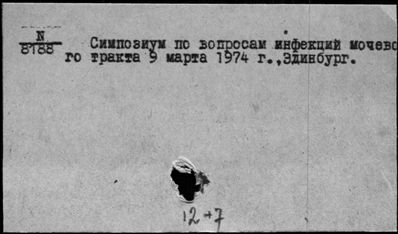 N
8188
Симпозиум по вопросам инфекций мочево
го тракта 9 марта 1974 г.,Эдинбург.
12+7